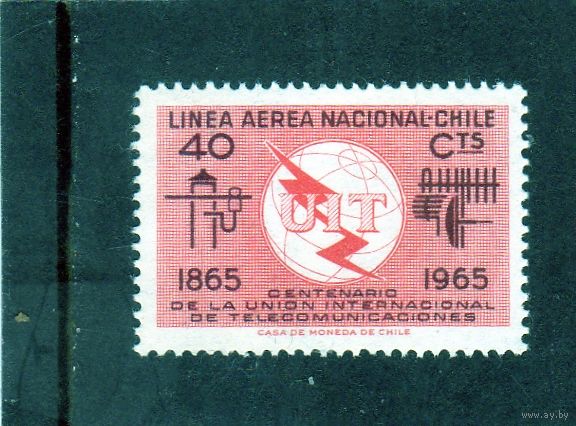 LINEA AEREA NACIONAL-CHILE
40 CTS
UIT
1865 1965
CENTENARIO
DE LA UNION INTERNACIONAL
DE TELECOMUNICACIONES
CASA DE MONEDA DE CHILE
www.ay.by